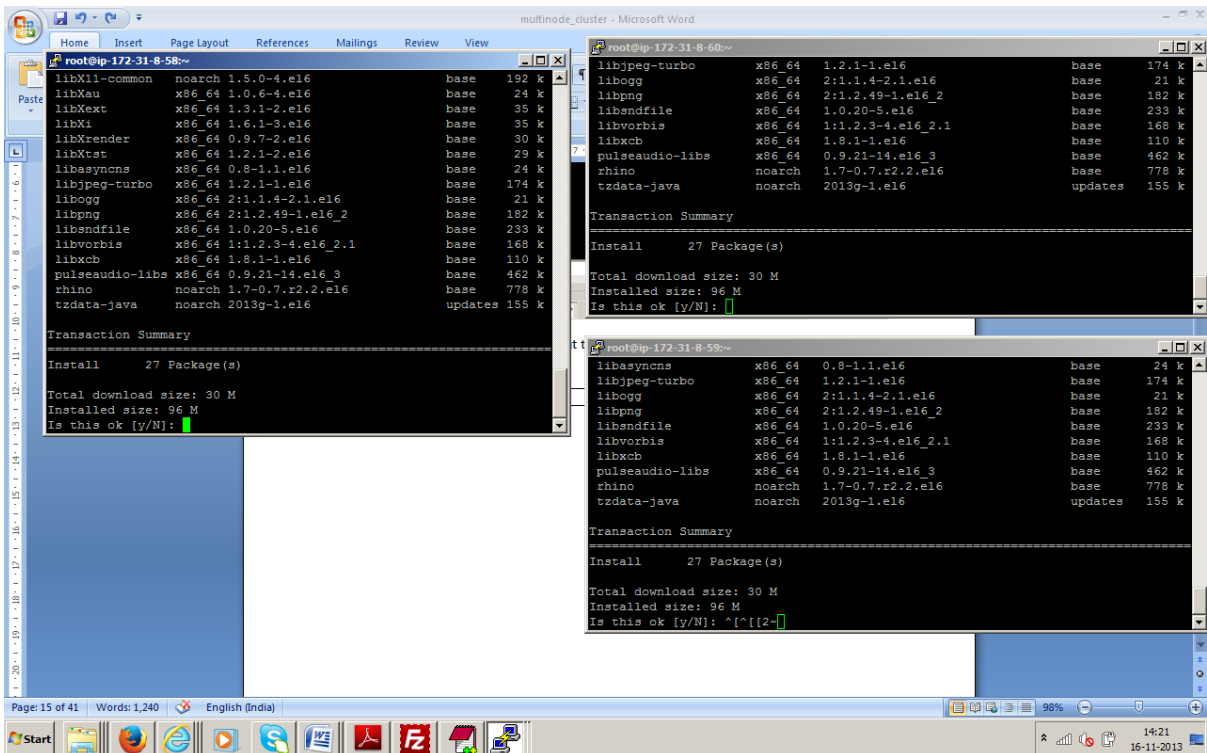 multinode_cluster - Microsoft Word
Home Insert Page Layout References Mailings Review View
Paste
root@ip-172-31-8-58:~
libX11-common noarch 1.5.0-4.el6 base 192 k
libXau x86_64 1.0.6-4.el6 base 24 k
libXext x86_64 1.3.1-2.el6 base 35 k
libXi x86_64 1.6.1-3.el6 base 35 k
libXrender x86_64 0.9.7-2.el6 base 30 k
libXtst x86_64 1.2.1-2.el6 base 29 k
libasyncns x86_64 0.8-1.1.el6 base 24 k
libjpeg-turbo x86_64 1.2.1-1.el6 base 174 k
libogg x86_64 2:1.1.4-2.1.el6 base 21 k
libpng x86_64 2:1.2.49-1.el6_2 base 182 k
libsndfile x86_64 1.0.20-5.el6 base 233 k
libvorbis x86_64 1:1.2.3-4.el6_2.1 base 168 k
libxcb x86_64 1.8.1-1.el6 base 110 k
pulseaudio-libs x86_64 0.9.21-14.el6_3 base 462 k
rhino noarch 1.7-0.7.r2.2.el6 base 778 k
tzdata-java noarch 2013g-1.el6 updates 155 k
Transaction Summary
================================================================
Install 27 Package(s)
Total download size: 30 M
Installed size: 96 M
Is this ok [y/N]:
root@ip-172-31-8-60:~
libjpeg-turbo x86_64 1.2.1-1.el6 base 174 k
libogg x86_64 2:1.1.4-2.1.el6 base 21 k
libpng x86_64 2:1.2.49-1.el6_2 base 182 k
libsndfile x86_64 1.0.20-5.el6 base 233 k
libvorbis x86_64 1:1.2.3-4.el6_2.1 base 168 k
libxcb x86_64 1.8.1-1.el6 base 110 k
pulseaudio-libs x86_64 0.9.21-14.el6_3 base 462 k
rhino noarch 1.7-0.7.r2.2.el6 base 778 k
tzdata-java noarch 2013g-1.el6 updates 155 k
Transaction Summary
================================================================
Install 27 Package(s)
Total download size: 30 M
Installed size: 96 M
Is this ok [y/N]:
root@ip-172-31-8-59:~
libasyncns x86_64 0.8-1.1.el6 base 24 k
libjpeg-turbo x86_64 1.2.1-1.el6 base 174 k
libogg x86_64 2:1.1.4-2.1.el6 base 21 k
libpng x86_64 2:1.2.49-1.el6_2 base 182 k
libsndfile x86_64 1.0.20-5.el6 base 233 k
libvorbis x86_64 1:1.2.3-4.el6_2.1 base 168 k
libxcb x86_64 1.8.1-1.el6 base 110 k
pulseaudio-libs x86_64 0.9.21-14.el6_3 base 462 k
rhino noarch 1.7-0.7.r2.2.el6 base 778 k
tzdata-java noarch 2013g-1.el6 updates 155 k
Transaction Summary
================================================================
Install 27 Package(s)
Total download size: 30 M
Installed size: 96 M
Is this ok [y/N]: ^[^[[2~
Page: 15 of 41 Words: 1,240 English (India) 98%
Start
14:21
16-11-2013